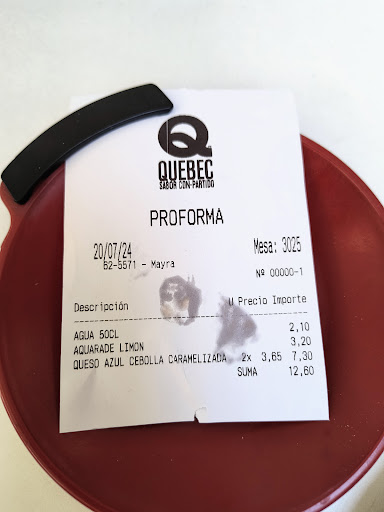 Q
QUEBEC
SABOR CON·PARTIDO
PROFORMA
20/07/24 Mesa: 3025
62-5571 - Mayra
Nº 00000-1
Descripción U Precio Importe
AGUA 50CL 2,10
AQUARADE LIMON 3,20
QUESO AZUL CEBOLLA CARAMELIZADA 2x 3,65 7,30
SUMA 12,60